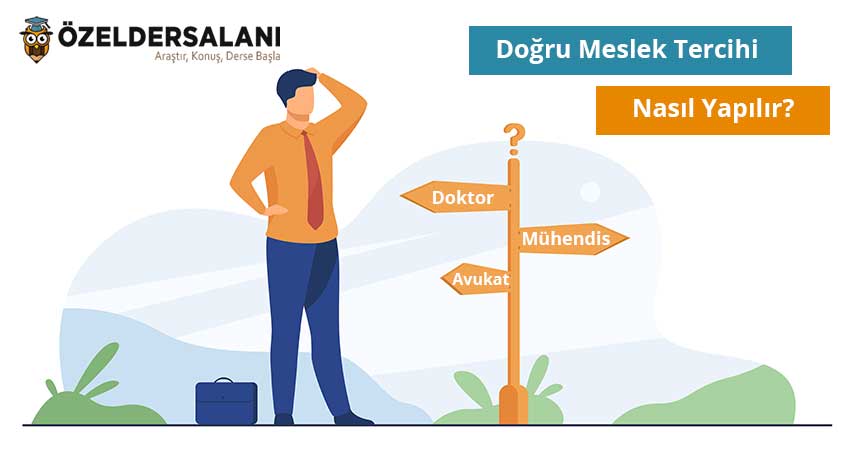 ÖZELDERSALANI
Araştır, Konuş, Derse Başla
Doğru Meslek Tercihi
Nasıl Yapılır?
?
Doktor
Mühendis
Avukat